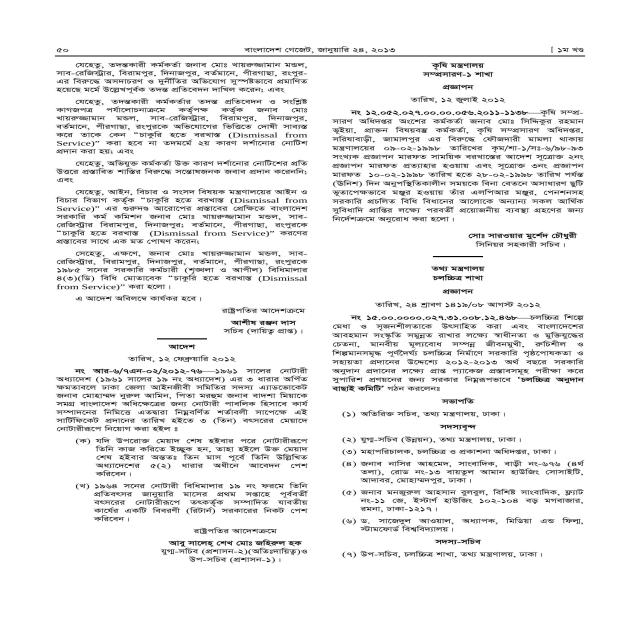 ৫০
বাংলাদেশ গেজেট, জানুয়ারি ২৪, ২০১৩
[ ১ম খণ্ড
যেহেতু, তদন্তকারী কর্মকর্তা জনাব মোঃ খায়রুজ্জামান মন্ডল,
সাব-রেজিস্ট্রার, বিরামপুর, দিনাজপুর, বর্তমানে, পীরগাছা, রংপুর-
এর বিরুদ্ধে অসদাচরণ ও দুর্নীতির অভিযোগ সুস্পষ্টভাবে প্রমাণিত
হয়েছে মর্মে উল্লেখপূর্বক তদন্ত প্রতিবেদন দাখিল করেন; এবং
যেহেতু, তদন্তকারী কর্মকর্তার তদন্ত প্রতিবেদন ও সংশ্লিষ্ট
কাগজপত্র পর্যালোচনাক্রমে কর্তৃপক্ষ কর্তৃক জনাব মোঃ
খায়রুজ্জামান মন্ডল, সাব-রেজিস্ট্রার, বিরামপুর, দিনাজপুর,
বর্তমানে, পীরগাছা, রংপুরকে অভিযোগের ভিত্তিতে দোষী সাব্যস্ত
করে তাকে কেন “চাকুরি হতে বরখাস্ত (Dismissal from
Service)” করা হবে না তদমর্মে ২য় কারণ দর্শানোর নোটিশ
প্রদান করা হয়; এবং
যেহেতু, অভিযুক্ত কর্মকর্তা উক্ত কারণ দর্শানোর নোটিশের প্রতি
উত্তরে প্রস্তাবিত শাস্তির বিরুদ্ধে সন্তোষজনক জবাব প্রদান করেননি;
এবং
যেহেতু, আইন, বিচার ও সংসদ বিষয়ক মন্ত্রণালয়ের আইন ও
বিচার বিভাগ কর্তৃক “চাকুরি হতে বরখাস্ত (Dismissal from
Service)” এর গুরুদণ্ড আরোপের প্রস্তাবের প্রেক্ষিতে বাংলাদেশ
সরকারি কর্ম কমিশন জনাব মোঃ খায়রুজ্জামান মন্ডল, সাব-
রেজিস্ট্রার বিরামপুর, দিনাজপুর; বর্তমানে, পীরগাছা, রংপুরকে
“চাকুরি হতে বরখাস্ত (Dismissal from Service)” করণের
প্রস্তাবের সাথে এক মত পোষণ করেন;
সেহেতু, এক্ষণে, জনাব মোঃ খায়রুজ্জামান মন্ডল, সাব-
রেজিস্ট্রার, বিরামপুর, দিনাজপুর, বর্তমানে, পীরগাছা, রংপুরকে
১৯৮৫ সনের সরকারি কর্মচারী (শৃঙ্খলা ও আপীল) বিধিমালার
৪(৩)(ডি) বিধি মোতাবেক “চাকুরি হতে বরখাস্ত (Dismissal
from Service)” করা হলো।
এ আদেশ অবিলম্বে কার্যকর হবে।
রাষ্ট্রপতির আদেশক্রমে
আশীষ রঞ্জন দাস
সচিব (দায়িত্ব প্রাপ্ত)।
আদেশ
তারিখ, ১২ ফেব্রুয়ারি ২০১২
নং আর-৬/৭এন-০২/২০১২-৭৬—১৯৬১ সালের নোটারী
অধ্যাদেশ (১৯৬১ সালের ১৯ নং অধ্যাদেশ) এর ৩ ধারার অর্পিত
ক্ষমতাবলে ঢাকা জেলা আইনজীবী সমিতির সদস্য এ্যাডভোকেট
জনাব মোহাম্মদ নুরুল আমিন, পিতা মরহুম জনাব বাদশা মিয়াকে
সমগ্র বাংলাদেশ অধিক্ষেত্রের জন্য নোটারী পাবলিক হিসাবে কার্য
সম্পাদনের নিমিত্তে এতদ্বারা নিম্নবর্ণিত শর্তাবলী সাপেক্ষে এই
সার্টিফিকেট প্রদানের তারিখ হইতে ৩ (তিন) বৎসরের মেয়াদে
নোটারীরূপে নিয়োগ করা হইল ঃ
(ক) যদি উপরোক্ত মেয়াদ শেষ হইবার পরে নোটারীরূপে
তিনি কাজ করিতে ইচ্ছুক হন, তাহা হইলে উক্ত মেয়াদ
শেষ হইবার অন্ততঃ তিন মাস পূর্বে তিনি উল্লিখিত
অধ্যাদেশের ৫(২) ধারার অধীনে আবেদন পেশ
করিবেন।
(খ) ১৯৬৪ সনের নোটারী বিধিমালার ১৯ নং ফরমে তিনি
প্রতিবৎসর জানুয়ারি মাসের প্রথম সপ্তাহে পূর্ববর্তী
বৎসরের নোটারীরূপে তৎকর্তৃক সম্পাদিত যাবতীয়
কার্যের একটি বিবরণী (রিটার্ন) সরকারের নিকট পেশ
করিবেন।
রাষ্ট্রপতির আদেশক্রমে
আবু সালেহ্ শেখ মোঃ জহিরুল হক
যুগ্ম-সচিব (প্রশাসন-২)(অতিঃদায়িত্ব)ও
উপ-সচিব (প্রশাসন-১)।
কৃষি মন্ত্রণালয়
সম্প্রসারণ-১ শাখা
প্রজ্ঞাপন
তারিখ, ১২ জুলাই ২০১২
নং ১২.০৫২.০২৭.০০.০০.০৫৬.২০১১-১১৩৮—কৃষি সম্প্র-
সারণ অধিদপ্তর অংশের কর্মকর্তা জনাব মোঃ সিদ্দিকুর রহমান
ভূইয়া, প্রাক্তন বিষয়বস্তু কর্মকর্তা, কৃষি সম্প্রসারণ অধিদপ্তর,
সরিষাবাড়ী, জামালপুর এর বিরুদ্ধে ফৌজদারী মামলা থাকায়
মন্ত্রণালয়ের ০৯-০২-১৯৯৮ তারিখের কৃম/শা-১/সঃ-৬/৯৮-৯৩
সংখ্যক প্রজ্ঞাপন মারফত সাময়িক বরখাস্তের আদেশ সূত্রোক্ত ২নং
প্রজ্ঞাপন মারফত প্রত্যাহার হওয়ায় এবং সূত্রোক্ত ৩নং প্রজ্ঞাপন
মারফত ১০-০২-১৯৯৮ তারিখ হতে ২৮-০২-১৯৯৮ তারিখ পর্যন্ত
(ঊনিশ) দিন অনুপস্থিতিকালীন সময়কে বিনা বেতনে অসাধারণ ছুটি
ভূতাপেক্ষভাবে মঞ্জুর হওয়ায় তাঁর এলপিআর মঞ্জুর, পেনশনসহ
সরকারি প্রচলিত বিধি বিধানের আলোকে অন্যান্য সকল আর্থিক
সুবিধাদি প্রাপ্তির লক্ষ্যে পরবর্তী প্রয়োজনীয় ব্যবস্থা গ্রহণের জন্য
নির্দেশক্রমে অনুরোধ করা হলো।
সোঃ সারওয়ার মুর্শেদ চৌধুরী
সিনিয়র সহকারী সচিব।
তথ্য মন্ত্রণালয়
চলচ্চিত্র শাখা
প্রজ্ঞাপন
তারিখ, ২৪ শ্রাবণ ১৪১৯/০৮ আগস্ট ২০১২
নং ১৫.০০.০০০০.০২৭.৩১.০০৮.১২.৪৬৮—চলচ্চিত্র শিল্পে
মেধা ও সৃজনশীলতাকে উৎসাহিত করা এবং বাংলাদেশের
আবহমান সংস্কৃতি সমুন্নত রাখার লক্ষ্যে স্বাধীনতা ও মুক্তিযুদ্ধের
চেতনা, মানবীয় মূল্যবোধ সম্পন্ন জীবনমুখী, রুচিশীল ও
শিল্পমানসমৃদ্ধ পূর্ণদৈর্ঘ্য চলচ্চিত্র নির্মাণে সরকারি পৃষ্ঠপোষকতা ও
সহায়তা প্রদানের উদ্দেশ্যে ২০১২-২০১৩ অর্থ বছরে সরকারি
অনুদান প্রদানের লক্ষ্যে প্রাপ্ত প্যাকেজ প্রস্তাবসমূহ পরীক্ষা করে
সুপারিশ প্রণয়নের জন্য সরকার নিম্নরূপভাবে ‘চলচ্চিত্র অনুদান
বাছাই কমিটি’ গঠন করলেনঃ
সভাপতি
(১) অতিরিক্ত সচিব, তথ্য মন্ত্রণালয়, ঢাকা।
সদস্যবৃন্দ
(২) যুগ্ম-সচিব (উন্নয়ন), তথ্য মন্ত্রণালয়, ঢাকা।
(৩) মহাপরিচালক, চলচ্চিত্র ও প্রকাশনা অধিদপ্তর, ঢাকা।
(৪) জনাব নাসির আহমেদ, সাংবাদিক, বাড়ী নং-৬৭৬ (৪র্থ
তলা), রোড নং-১৩ বায়তুল আমান হাউজিং সোসাইটি,
আদাবর, মোহাম্মদপুর, ঢাকা।
(৫) জনাব মনজুরুল আহসান বুলবুল, বিশিষ্ট সাংবাদিক, ফ্ল্যাট
নং-১১ জে, ইস্টার্ণ হাউজিং ১০২-১০৪ বড় মগবাজার,
রমনা, ঢাকা-১২১৭।
(৬) ড. সাজেদুল আওয়াল, অধ্যাপক, মিডিয়া এন্ড ফিল্ম,
স্টামফোর্ড বিশ্ববিদ্যালয়।
সদস্য-সচিব
(৭) উপ-সচিব, চলচ্চিত্র শাখা, তথ্য মন্ত্রণালয়, ঢাকা।